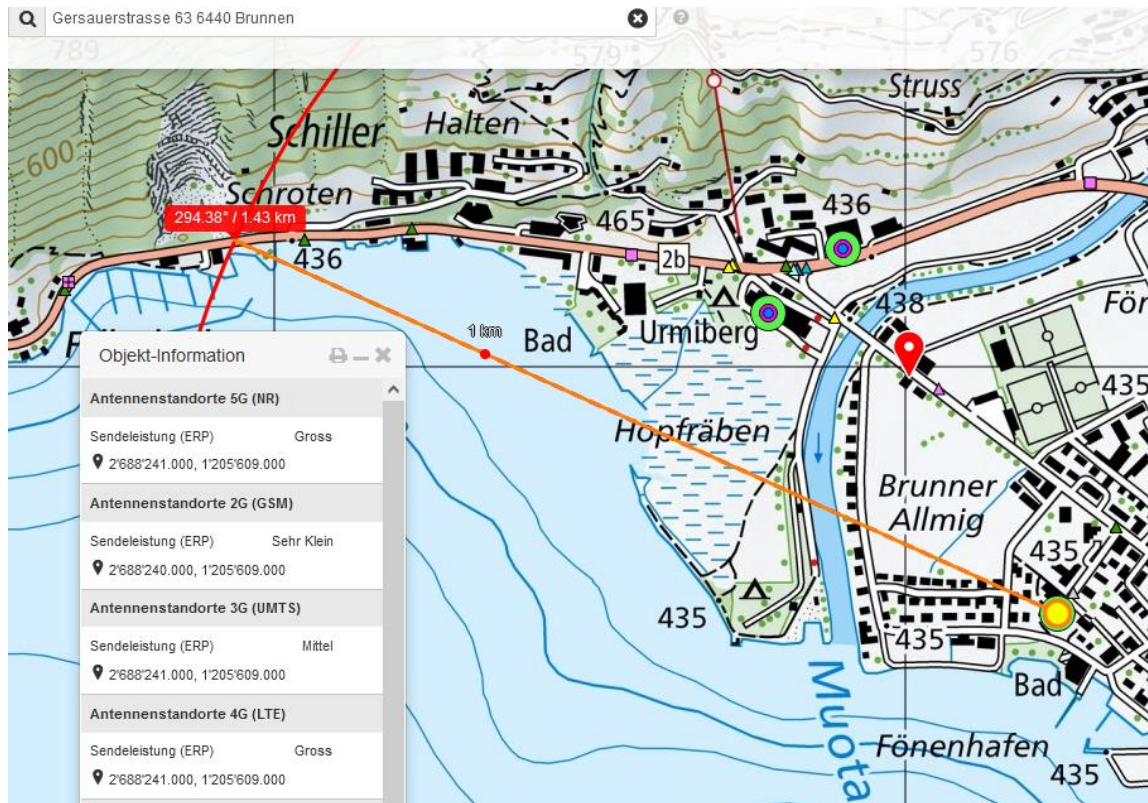 Gersauerstrasse 63 6440 Brunnen
789
579
576
Struss
Schiller
Halten
600
Schroten
294.38° / 1.43 km
465
436
436
2b
438
1 km
Bad
Urmiberg
435
Hopfräben
Brunner
Allmig
435
435
435
Muota
Bad
Fönenhafen
435
Objekt-Information
Antennenstandorte 5G (NR)
Sendeleistung (ERP) Gross
2'688'241.000, 1'205'609.000
Antennenstandorte 2G (GSM)
Sendeleistung (ERP) Sehr Klein
2'688'240.000, 1'205'609.000
Antennenstandorte 3G (UMTS)
Sendeleistung (ERP) Mittel
2'688'241.000, 1'205'609.000
Antennenstandorte 4G (LTE)
Sendeleistung (ERP) Gross
2'688'241.000, 1'205'609.000